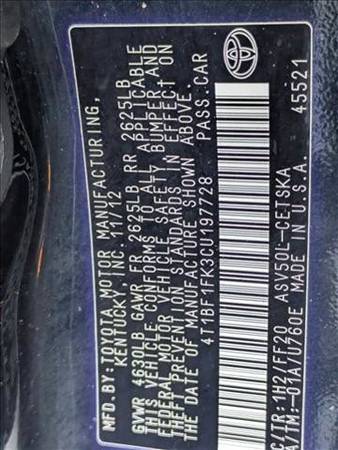 MFD.BY: TOYOTA MOTOR MANUFACTURING,
KENTUCKY, INC. 11/12
GVWR 4630LB GAWR FR 2625LB RR 2625LB
THIS VEHICLE CONFORMS TO ALL APPLICABLE
FEDERAL MOTOR VEHICLE SAFETY, BUMPER, AND
THEFT PREVENTION STANDARDS IN EFFECT ON
THE DATE OF MANUFACTURE SHOWN ABOVE.
4T1BF1FK3CU197728 PASS.CAR
C/TR: 1H2/FF20 ASV50L-CETSKA
A/TM: -01A/U760E MADE IN U.S.A. 45521